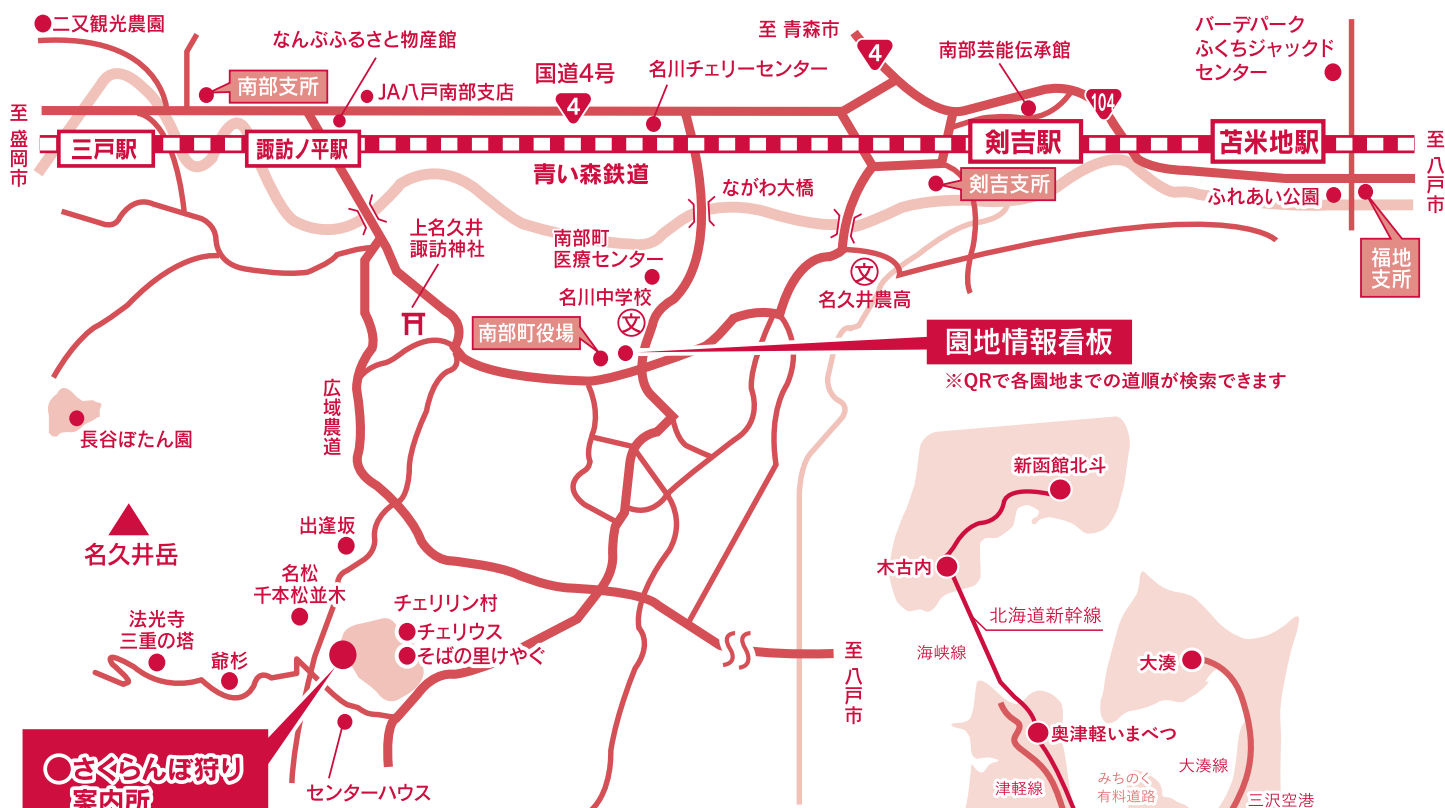 二又観光農園
なんぶふるさと物産館
南部支所
JA八戸南部支店
国道4号
4
名川チェリーセンター
至 青森市
4
南部芸能伝承館
104
バーデパーク
ふくちジャックド
センター
至盛岡市
三戸駅
諏訪ノ平駅
剣吉駅
苫米地駅
至八戸市
青い森鉄道
ながわ大橋
剣吉支所
ふれあい公園
福地
支所
上名久井
諏訪神社
南部町
医療センター
名川中学校
文
文
名久井農高
南部町役場
園地情報看板
※QRで各園地までの道順が検索できます
広域農道
長谷ぼたん園
名久井岳
出逢坂
名松
千本松並木
法光寺
三重の塔
爺杉
チェリリン村
チェリウス
そばの里けやぐ
至八戸市
センターハウス
さくらんぼ狩り
案内所
新函館北斗
木古内
北海道新幹線
海峡線
大湊
奥津軽いまべつ
大湊線
津軽線
みちのく
有料道路
三沢空港